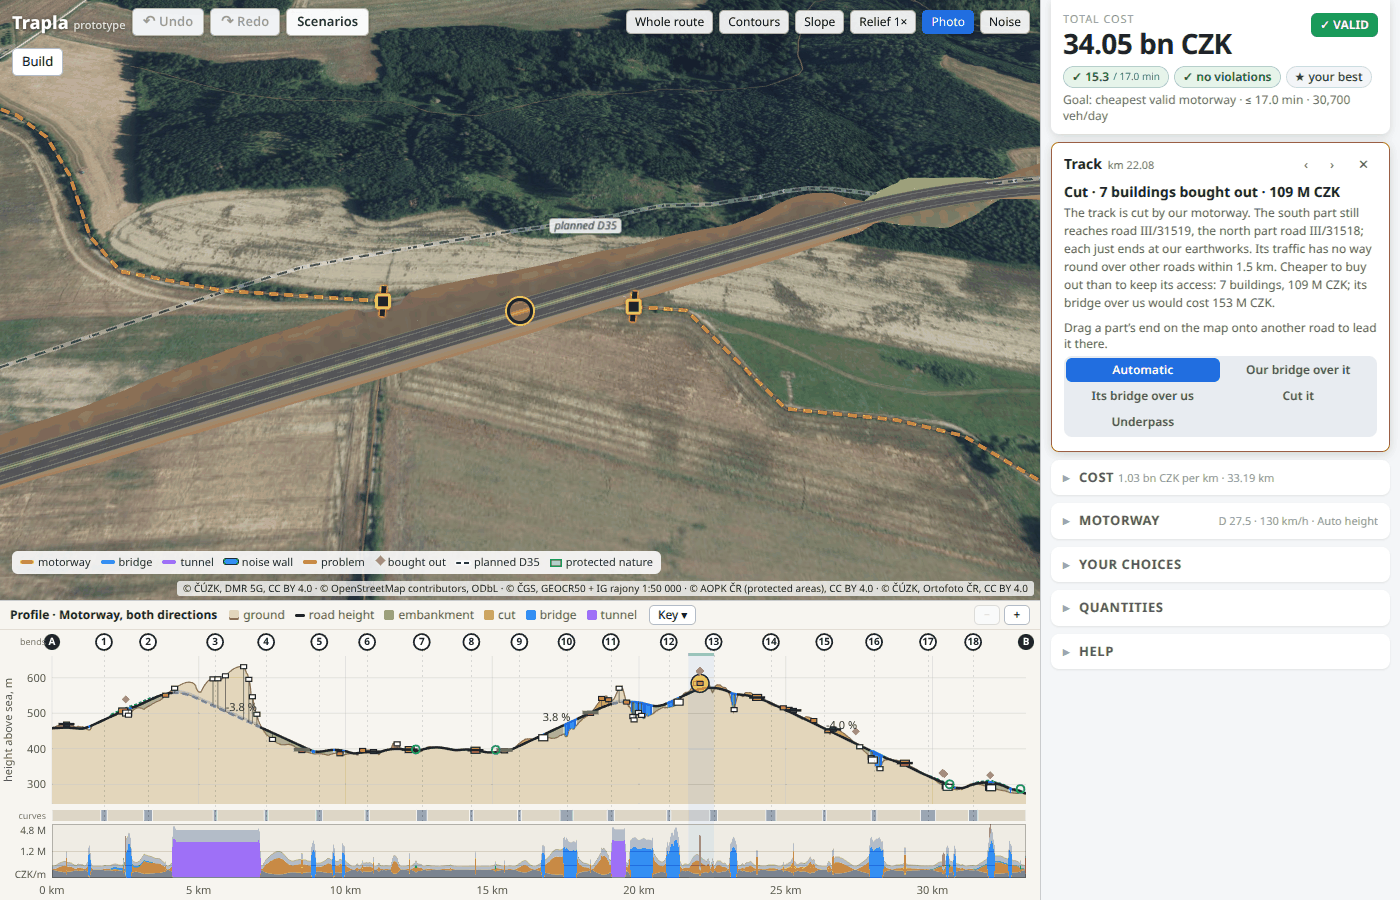 Trapla prototype
↶ Undo
↷ Redo
Scenarios
Whole route
Contours
Slope
Relief 1×
Photo
Noise
Build
planned D35
motorway
bridge
tunnel
noise wall
problem
bought out
planned D35
protected nature
© ČÚZK, DMR 5G, CC BY 4.0 · © OpenStreetMap contributors, ODbL · © ČGS, GEOCR50 + IG rajony 1:50 000 · © AOPK ČR (protected areas), CC BY 4.0 · © ČÚZK, Ortofoto ČR, CC BY 4.0
Profile · Motorway, both directions
ground
road height
embankment
cut
bridge
tunnel
Key ▾
−
+
bends A 1 2 3 4 5 6 7 8 9 10 11 12 13 14 15 16 17 18 B
height above sea, m
600
500
400
300
-3.8 %
3.8 %
-4.0 %
curves
4.8 M
1.2 M
CZK/m
0 km 5 km 10 km 15 km 20 km 25 km 30 km
TOTAL COST
34.05 bn CZK
✓ VALID
✓ 15.3 / 17.0 min
✓ no violations
★ your best
Goal: cheapest valid motorway · ≤ 17.0 min · 30,700
veh/day
Track km 22.08
‹ › ✕
Cut · 7 buildings bought out · 109 M CZK
The track is cut by our motorway. The south part still
reaches road III/31519, the north part road III/31518;
each just ends at our earthworks. Its traffic has no way
round over other roads within 1.5 km. Cheaper to buy
out than to keep its access: 7 buildings, 109 M CZK; its
bridge over us would cost 153 M CZK.
Drag a part's end on the map onto another road to lead
it there.
Automatic
Our bridge over it
Its bridge over us
Cut it
Underpass
▶ COST 1.03 bn CZK per km · 33.19 km
▶ MOTORWAY D 27.5 · 130 km/h · Auto height
▶ YOUR CHOICES
▶ QUANTITIES
▶ HELP